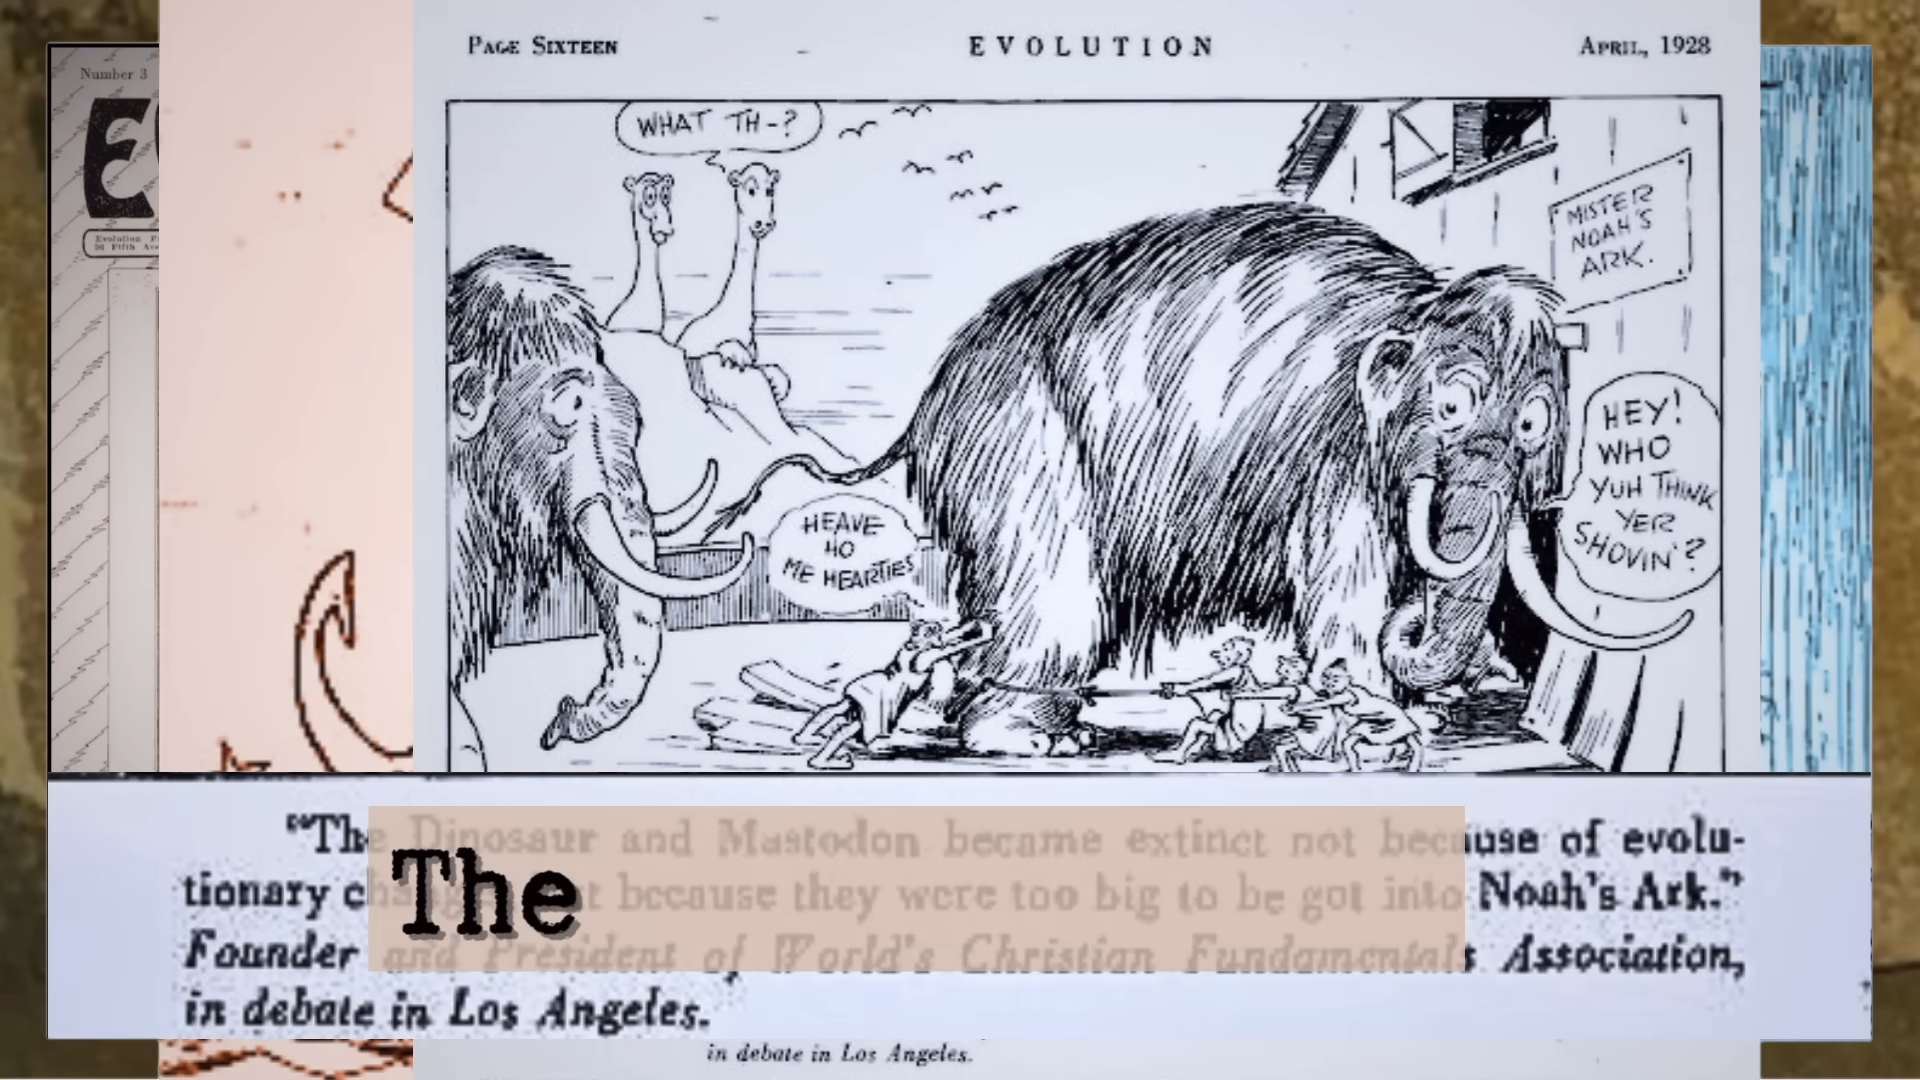 Number 3
PAGE SIXTEEN
EVOLUTION
APRIL, 1928
WHAT TH-?
MISTER
NOAH'S
ARK.
HEY!
WHO
YUH THINK
YER
SHOVIN'?
HEAVE
HO
ME HEARTIES
"The Dinosaur and Mastodon became extinct not because of evolu-
tionary c t because they were too big to be got into Noah's Ark."
Founder and President of World's Christian Fundamentals Association,
in debate in Los Angeles.
The
in debate in Los Angeles.